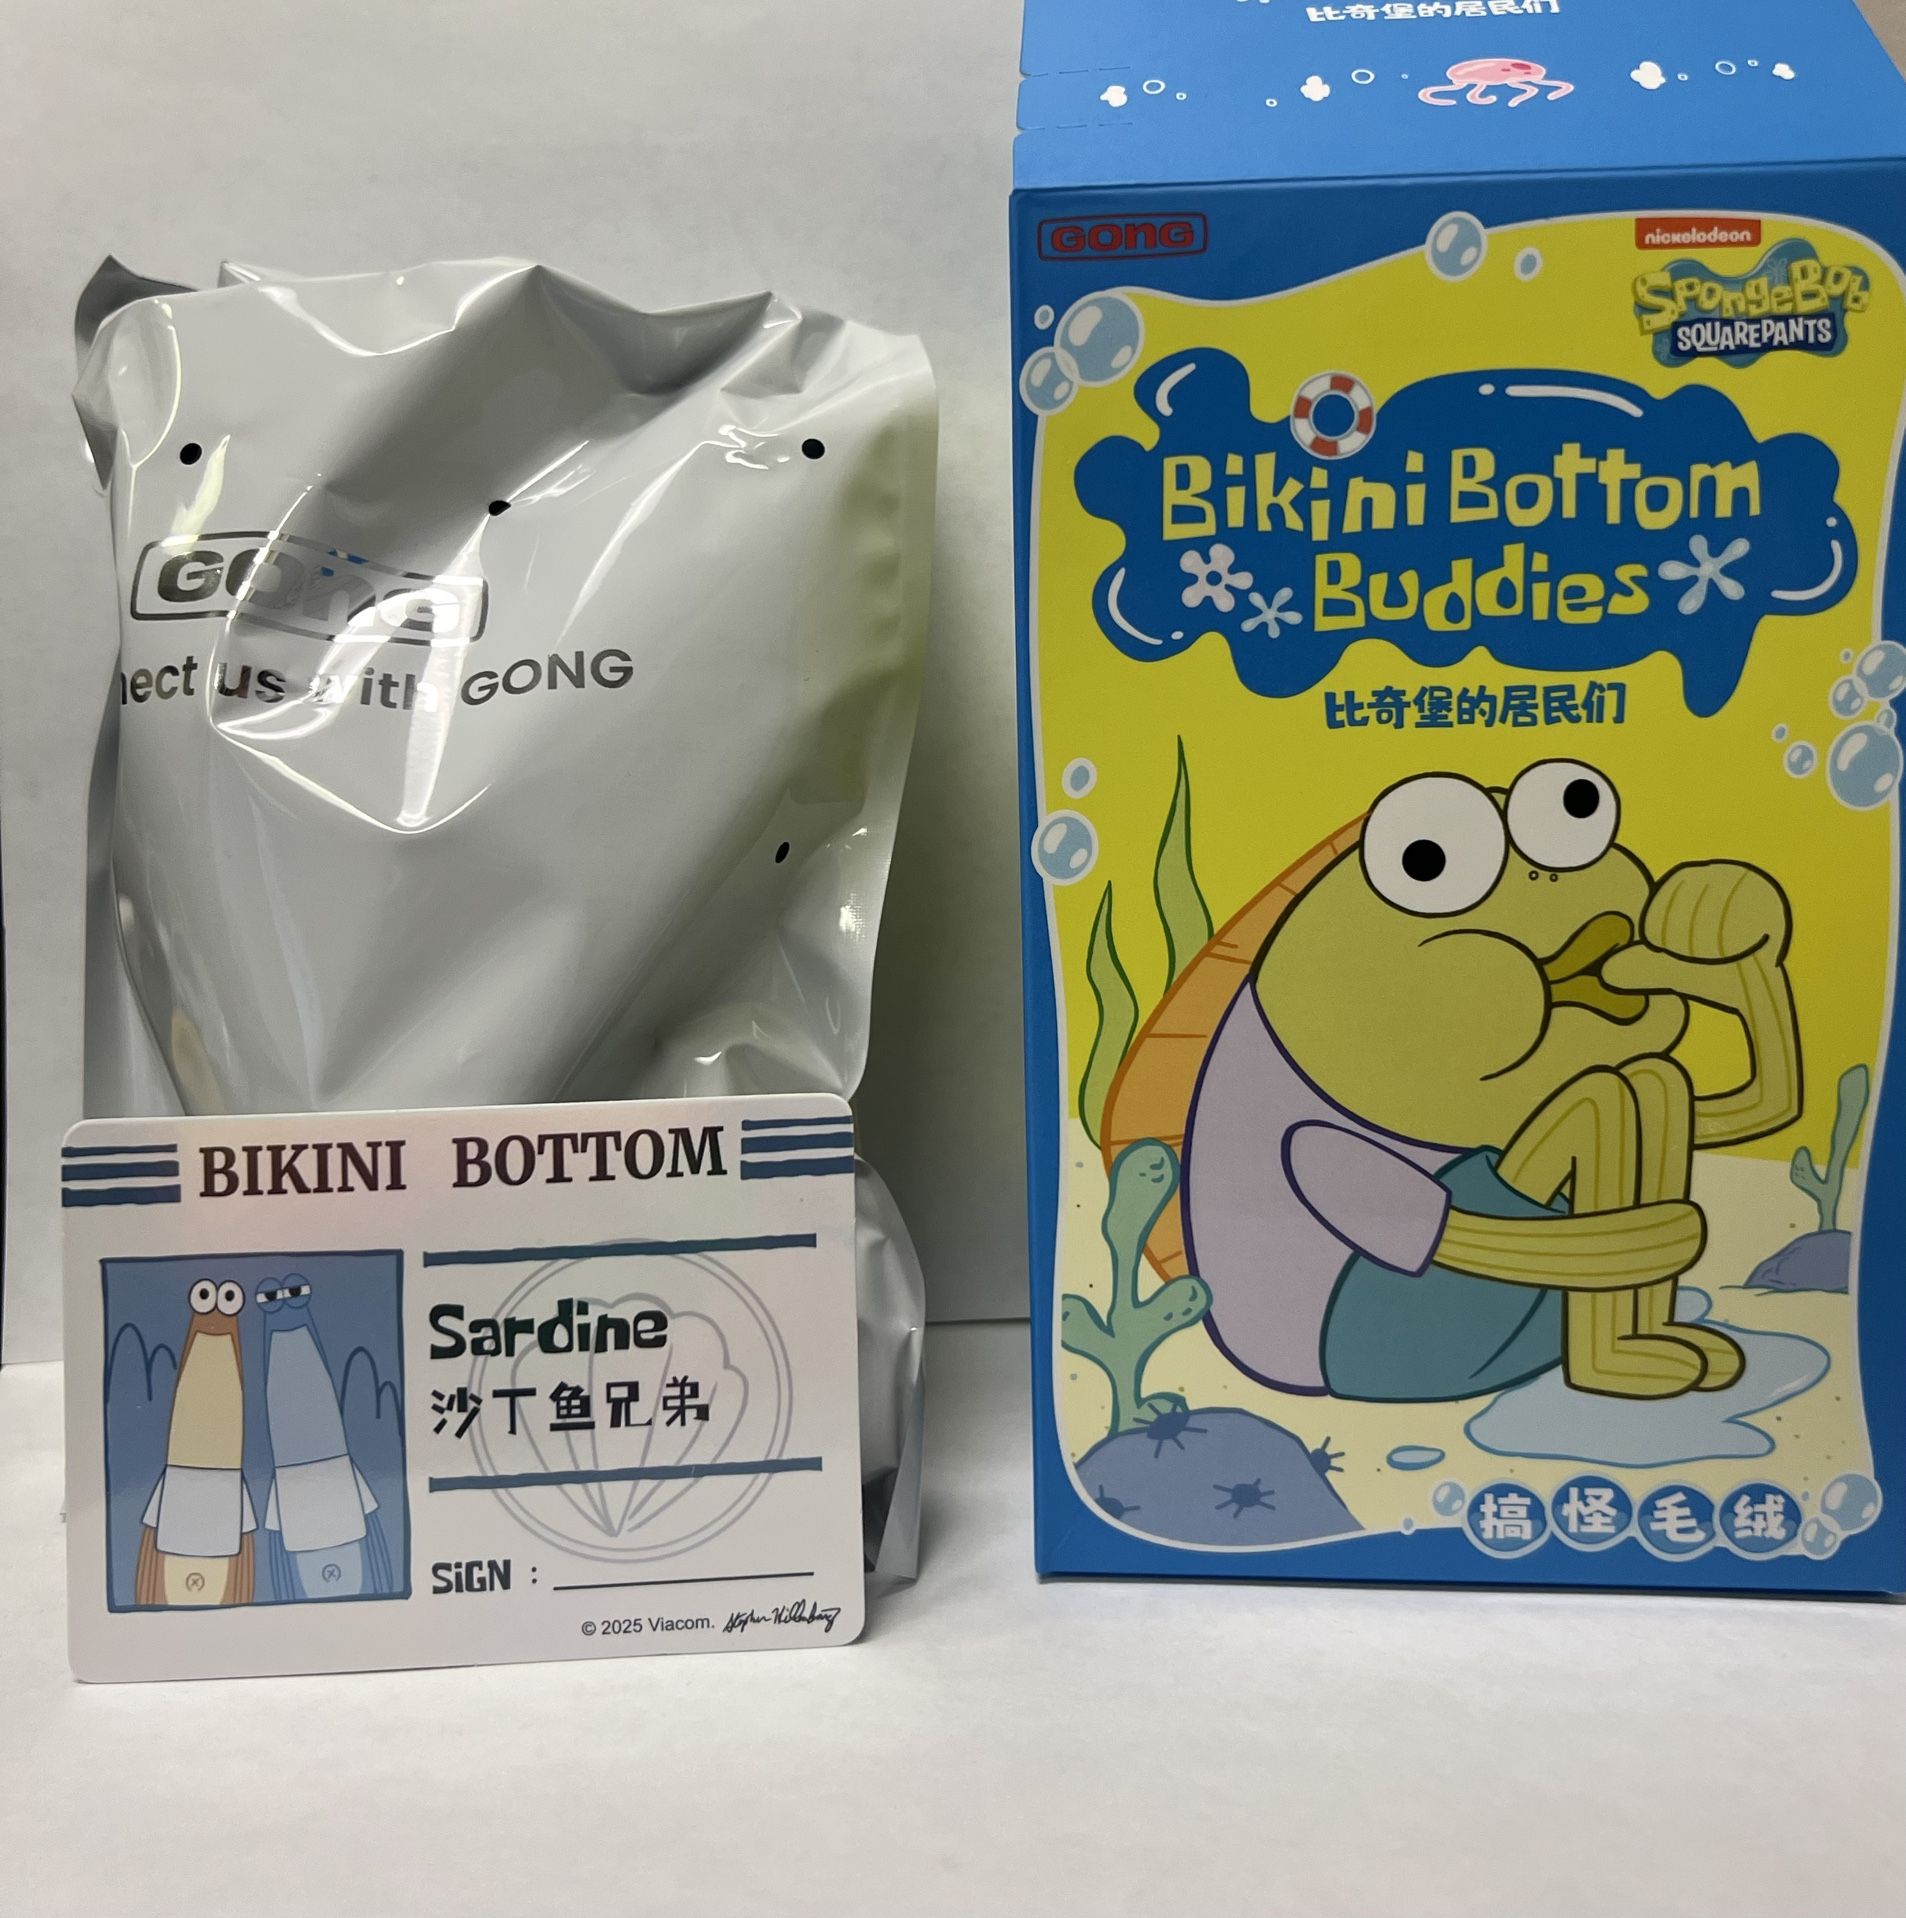 GONG
us with GONG
BIKINI BOTTOM
Sardine
沙丁鱼兄弟
SiGN :
© 2025 Viacom. Stephen Hillenburg
比奇堡的居民们
GONG
nickelodeon
SpongeBob
SQUAREPANTS
Bikini Bottom
Buddies
比奇堡的居民们
搞怪毛绒